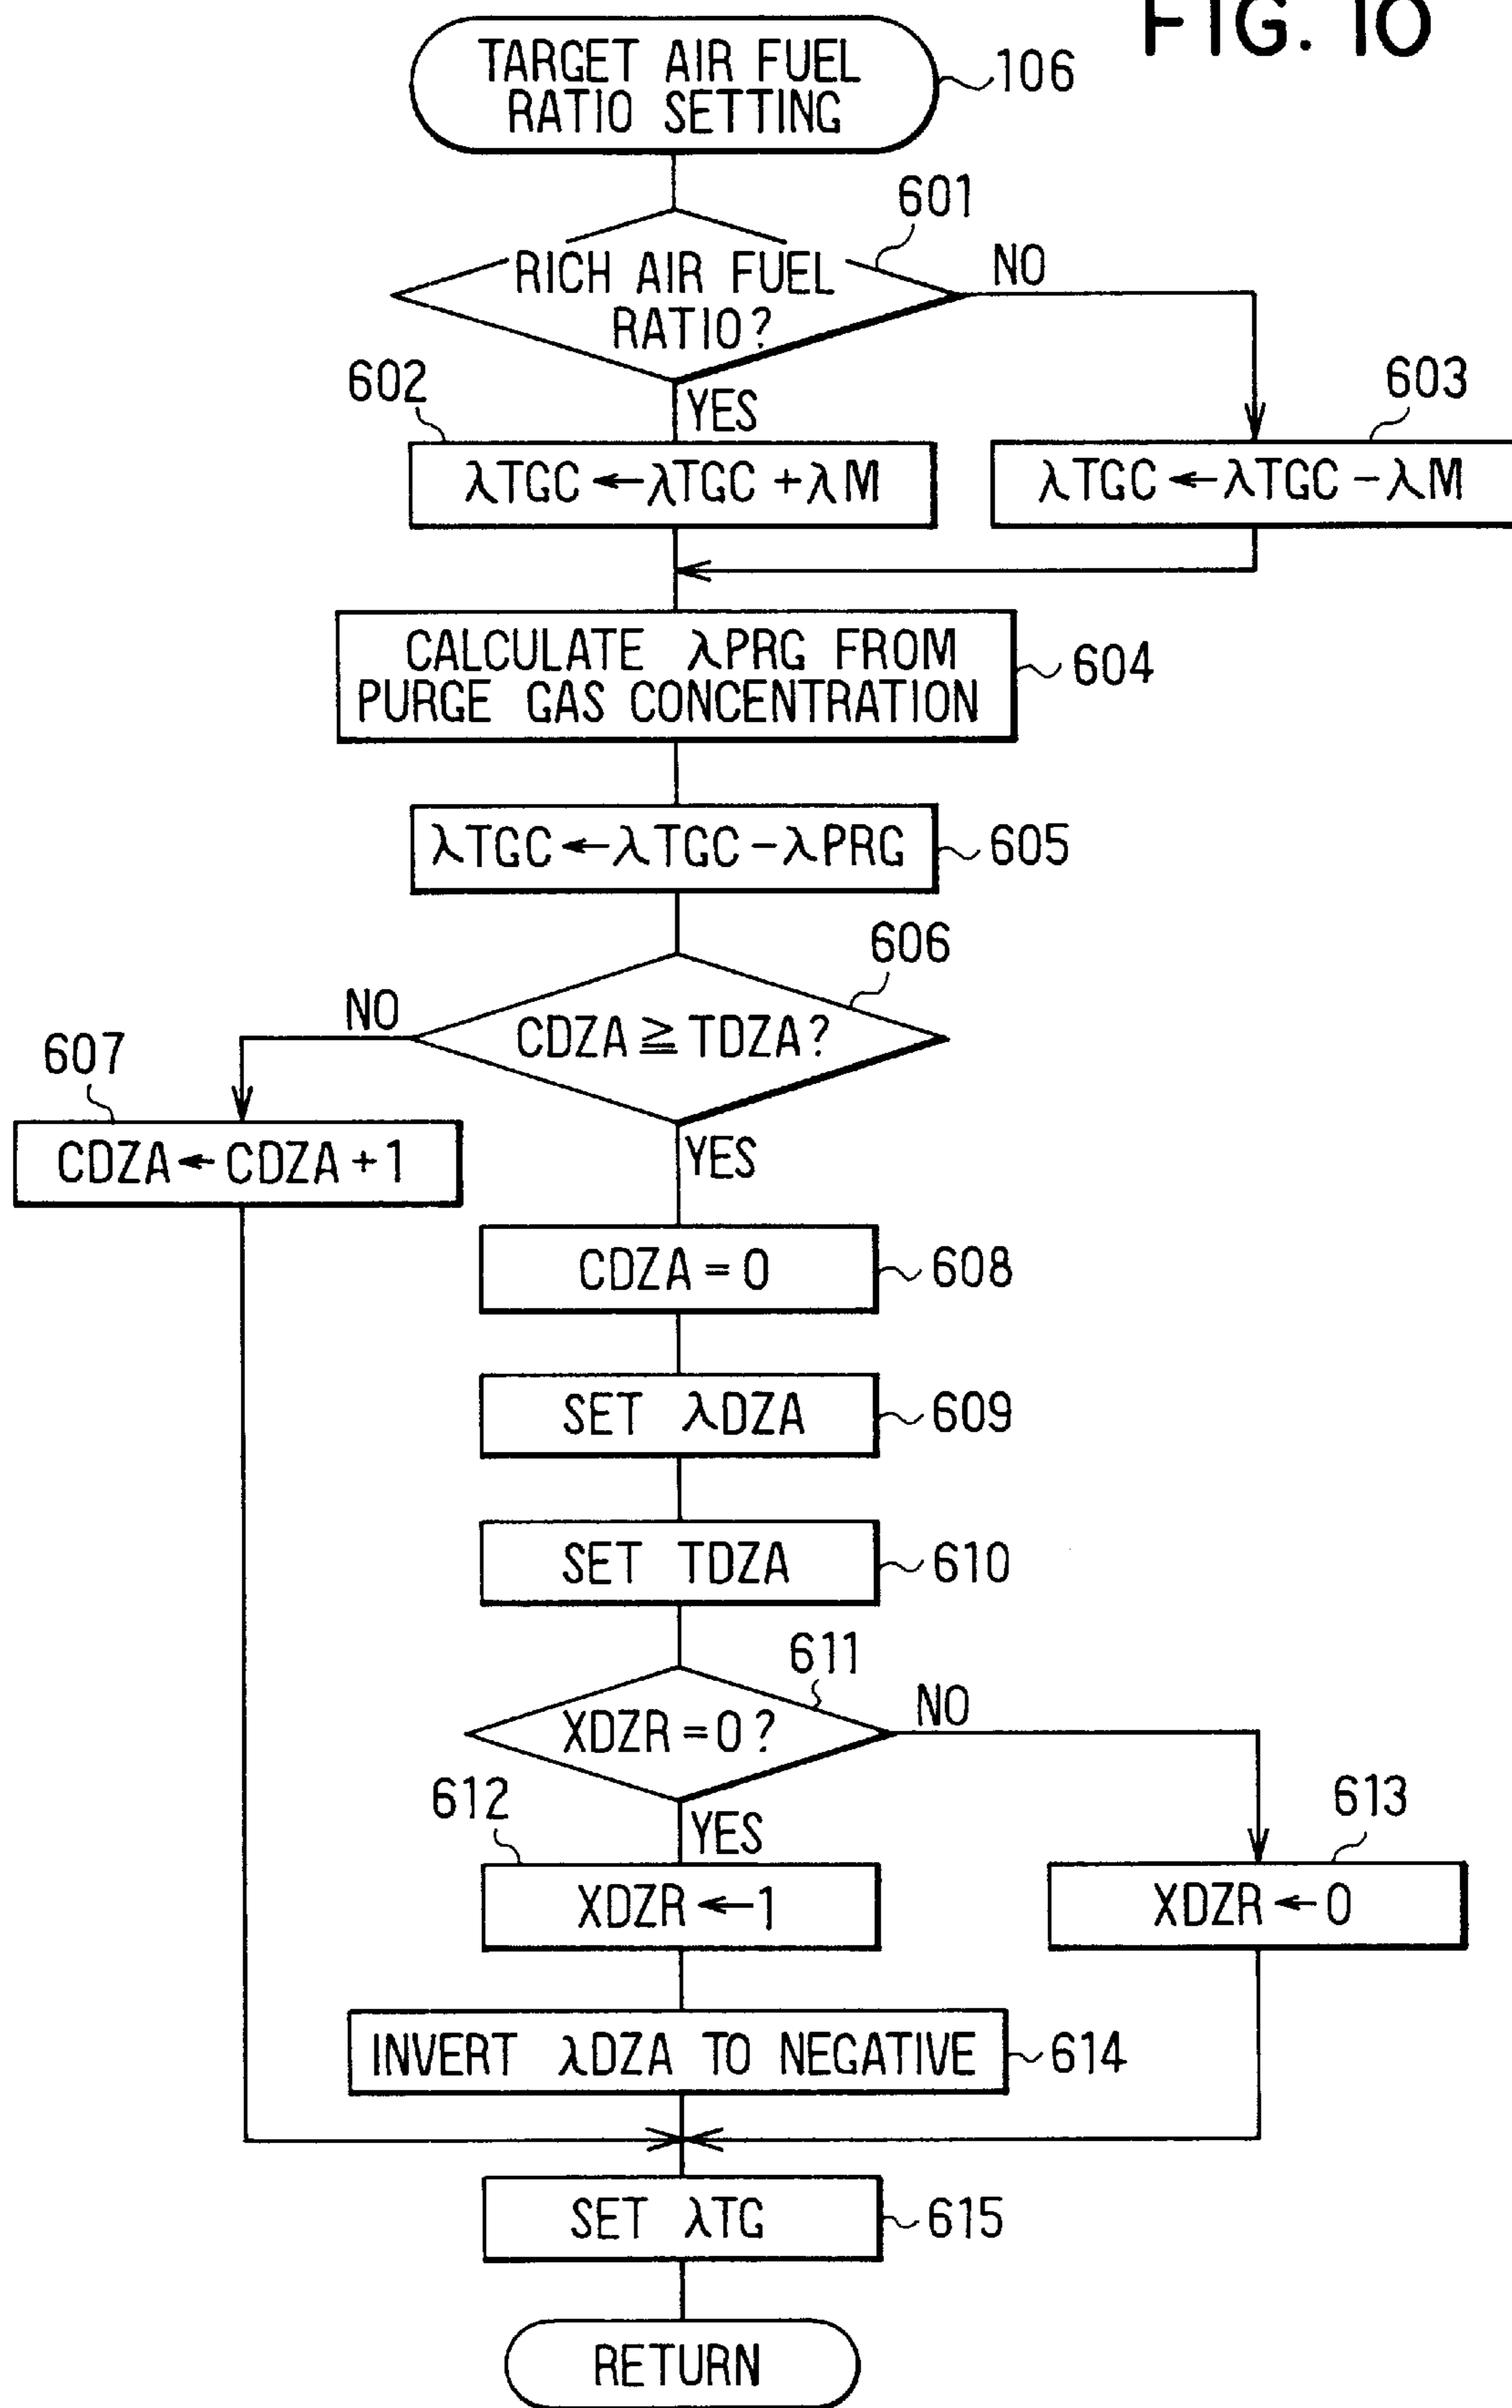 FIG. 10
TARGET AIR FUEL
RATIO SETTING
106
601
RICH AIR FUEL
RATIO?
NO
602
YES
603
λTGC←λTGC+λM
λTGC←λTGC-λM
CALCULATE λPRG FROM
PURGE GAS CONCENTRATION
604
λTGC←λTGC-λPRG
605
606
NO
CDZA≧TDZA?
607
CDZA←CDZA+1
YES
CDZA=0
608
SET λDZA
609
SET TDZA
610
611
XDZR=0?
NO
612
YES
613
XDZR←1
XDZR←0
INVERT λDZA TO NEGATIVE
614
SET λTG
615
RETURN